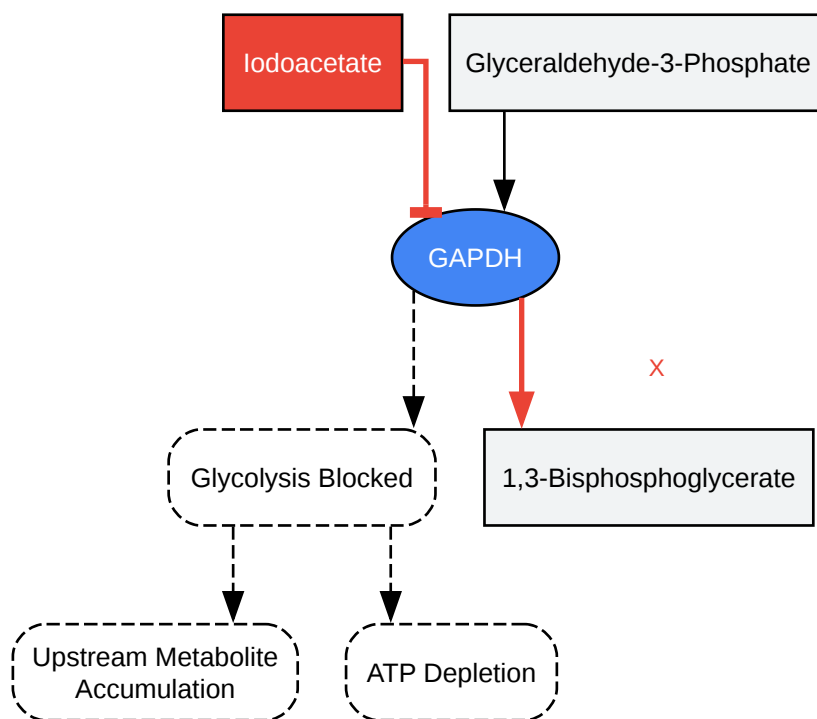 Iodoacetate
Glyceraldehyde-3-Phosphate
GAPDH
X
Glycolysis Blocked
1,3-Bisphosphoglycerate
Upstream Metabolite
Accumulation
ATP Depletion